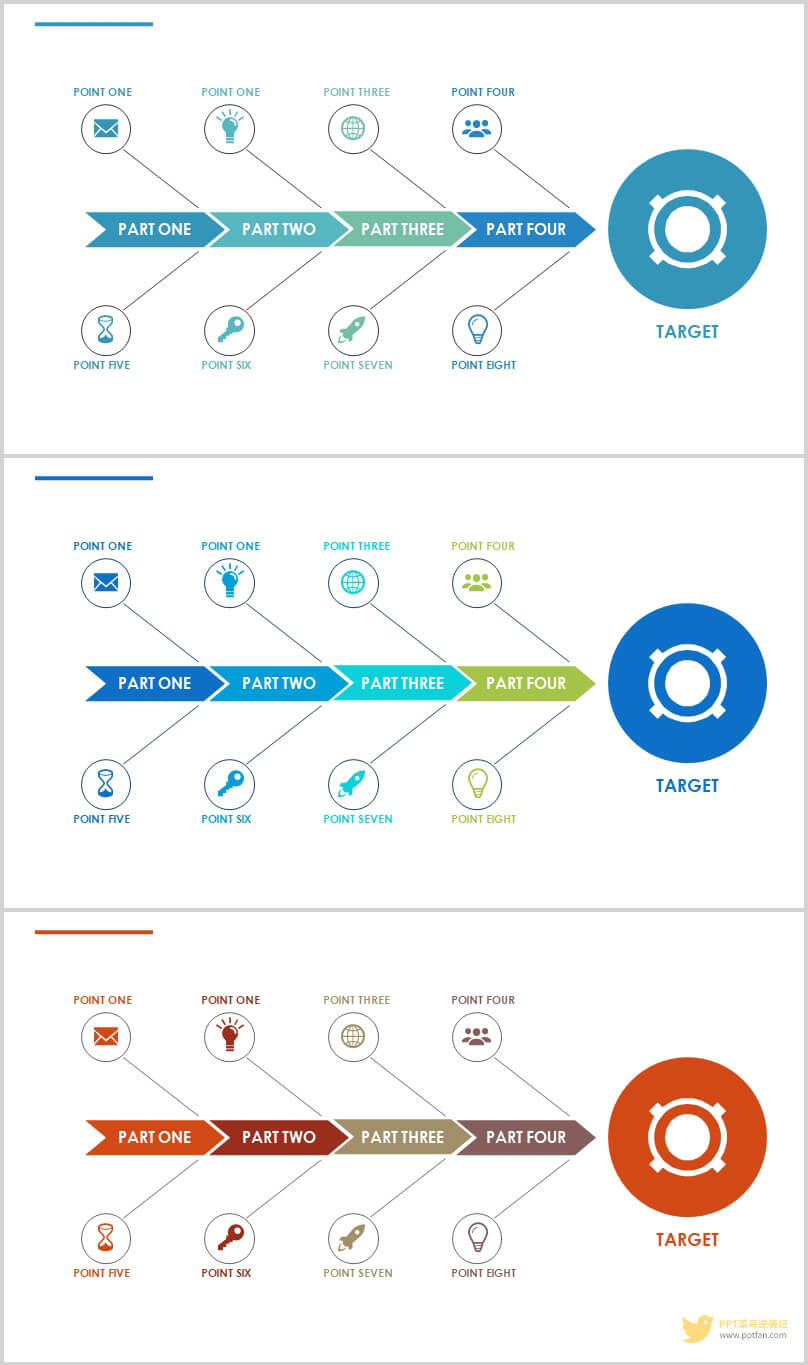 POINT ONE POINT ONE POINT THREE POINT FOUR
PART ONE PART TWO PART THREE PART FOUR
TARGET
POINT FIVE POINT SIX POINT SEVEN POINT EIGHT
POINT ONE POINT ONE POINT THREE POINT FOUR
PART ONE PART TWO PART THREE PART FOUR
TARGET
POINT FIVE POINT SIX POINT SEVEN POINT EIGHT
POINT ONE POINT ONE POINT THREE POINT FOUR
PART ONE PART TWO PART THREE PART FOUR
TARGET
POINT FIVE POINT SIX POINT SEVEN POINT EIGHT
PPT菜鸟逆袭记
www.pptfan.com